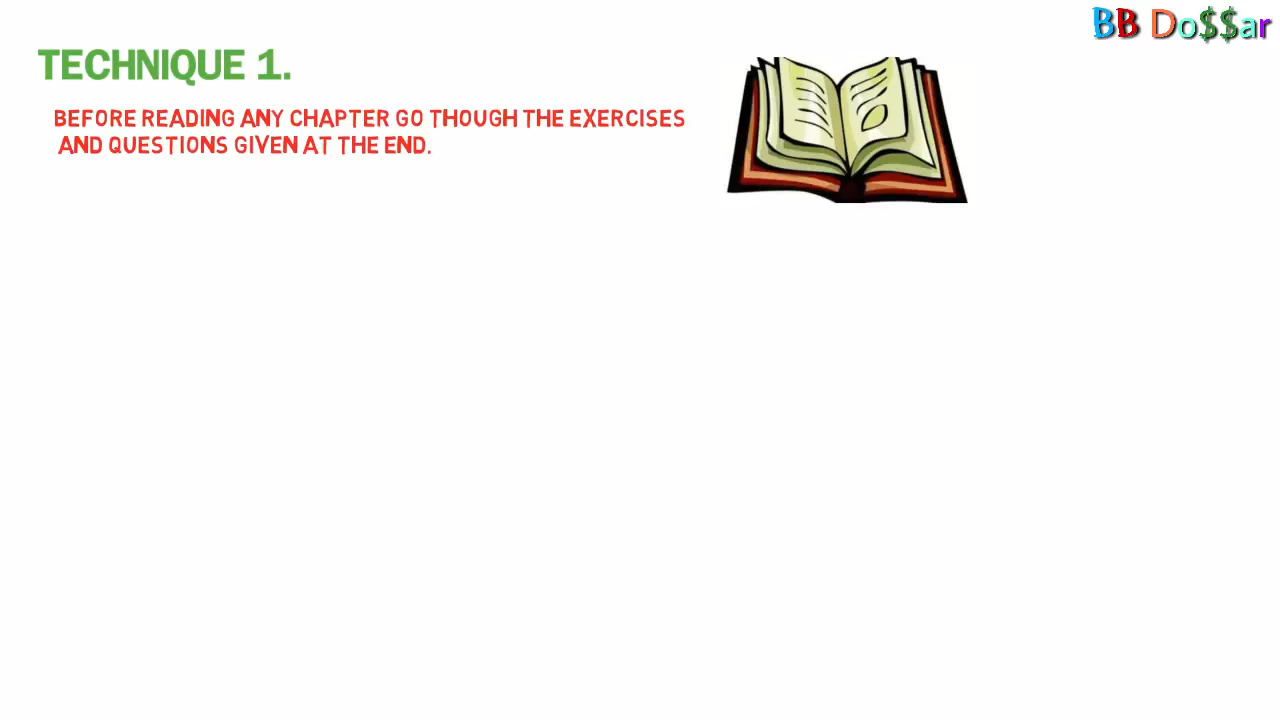 BB Do$$ar
TECHNIQUE 1.
BEFORE READING ANY CHAPTER GO THOUGH THE EXERCISES
AND QUESTIONS GIVEN AT THE END.